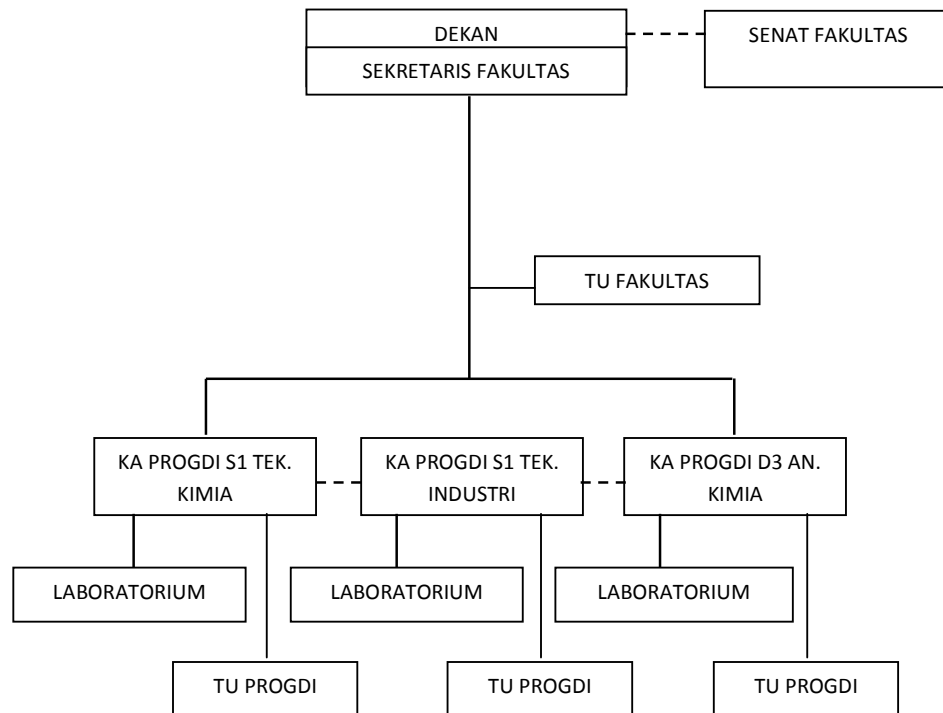 DEKAN
SENAT FAKULTAS
SEKRETARIS FAKULTAS
TU FAKULTAS
KA PROGDI S1 TEK.
KIMIA
KA PROGDI S1 TEK.
INDUSTRI
KA PROGDI D3 AN.
KIMIA
LABORATORIUM
LABORATORIUM
LABORATORIUM
TU PROGDI
TU PROGDI
TU PROGDI